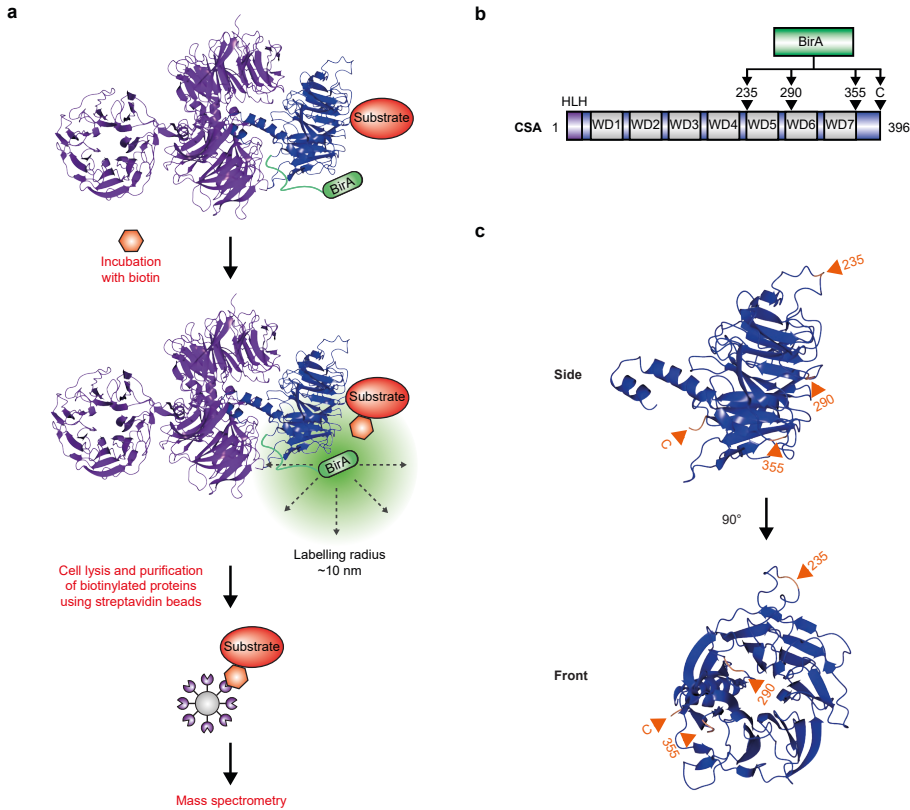 a
Substrate
BirA
Incubation
with biotin
Substrate
BirA
Labelling radius
~10 nm
Cell lysis and purification
of biotinylated proteins
using streptavidin beads
Substrate
Mass spectrometry
b
BirA
235 290 355 C
HLH
CSA 1 WD1 WD2 WD3 WD4 WD5 WD6 WD7 396
c
235
Side
290
C
355
90°
235
Front
290
C
355